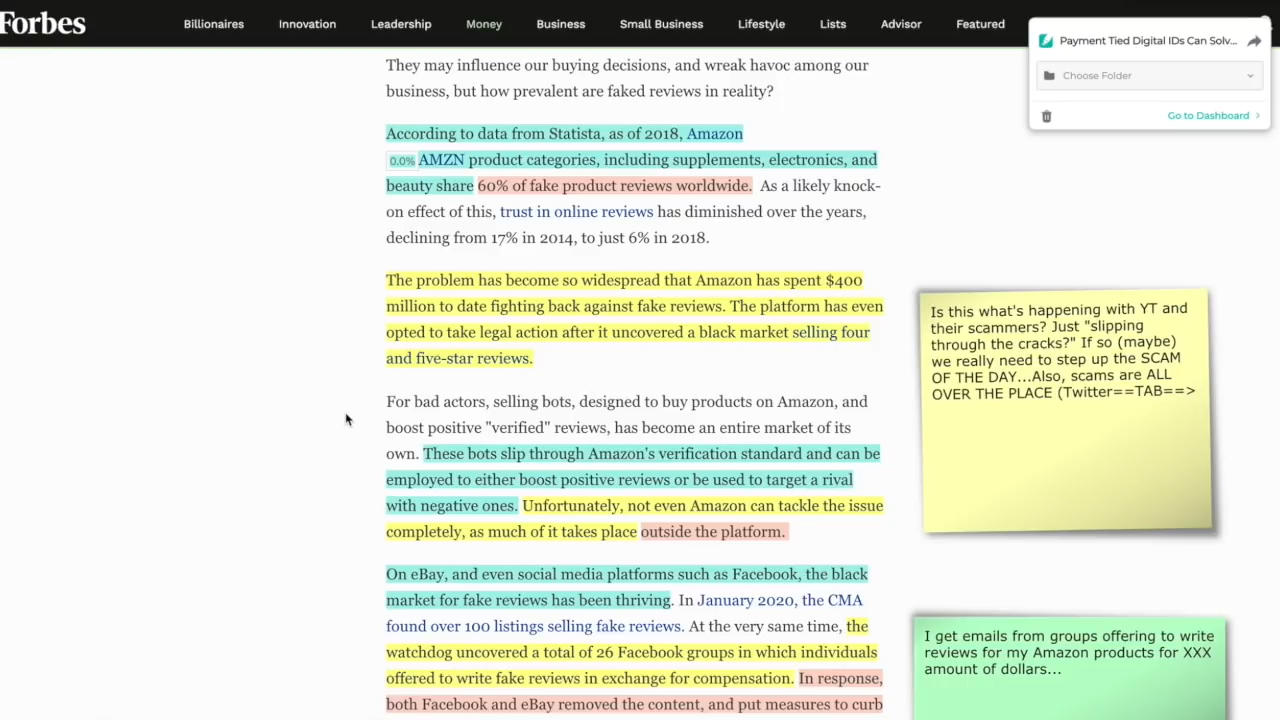 Forbes
Billionaires
Innovation
Leadership
Money
Business
Small Business
Lifestyle
Lists
Advisor
Featured
Payment Tied Digital IDs Can Solv...
Choose Folder
Go to Dashboard
They may influence our buying decisions, and wreak havoc among our
business, but how prevalent are faked reviews in reality?
According to data from Statista, as of 2018, Amazon
0.0% AMZN product categories, including supplements, electronics, and
beauty share 60% of fake product reviews worldwide. As a likely knock-
on effect of this, trust in online reviews has diminished over the years,
declining from 17% in 2014, to just 6% in 2018.
The problem has become so widespread that Amazon has spent $400
million to date fighting back against fake reviews. The platform has even
opted to take legal action after it uncovered a black market selling four
and five-star reviews.
For bad actors, selling bots, designed to buy products on Amazon, and
boost positive "verified" reviews, has become an entire market of its
own. These bots slip through Amazon's verification standard and can be
employed to either boost positive reviews or be used to target a rival
with negative ones. Unfortunately, not even Amazon can tackle the issue
completely, as much of it takes place outside the platform.
On eBay, and even social media platforms such as Facebook, the black
market for fake reviews has been thriving. In January 2020, the CMA
found over 100 listings selling fake reviews. At the very same time, the
watchdog uncovered a total of 26 Facebook groups in which individuals
offered to write fake reviews in exchange for compensation. In response,
both Facebook and eBay removed the content, and put measures to curb
Is this what's happening with YT and
their scammers? Just "slipping
through the cracks?" If so (maybe)
we really need to step up the SCAM
OF THE DAY...Also, scams are ALL
OVER THE PLACE (Twitter==TAB==>
I get emails from groups offering to write
reviews for my Amazon products for XXX
amount of dollars...